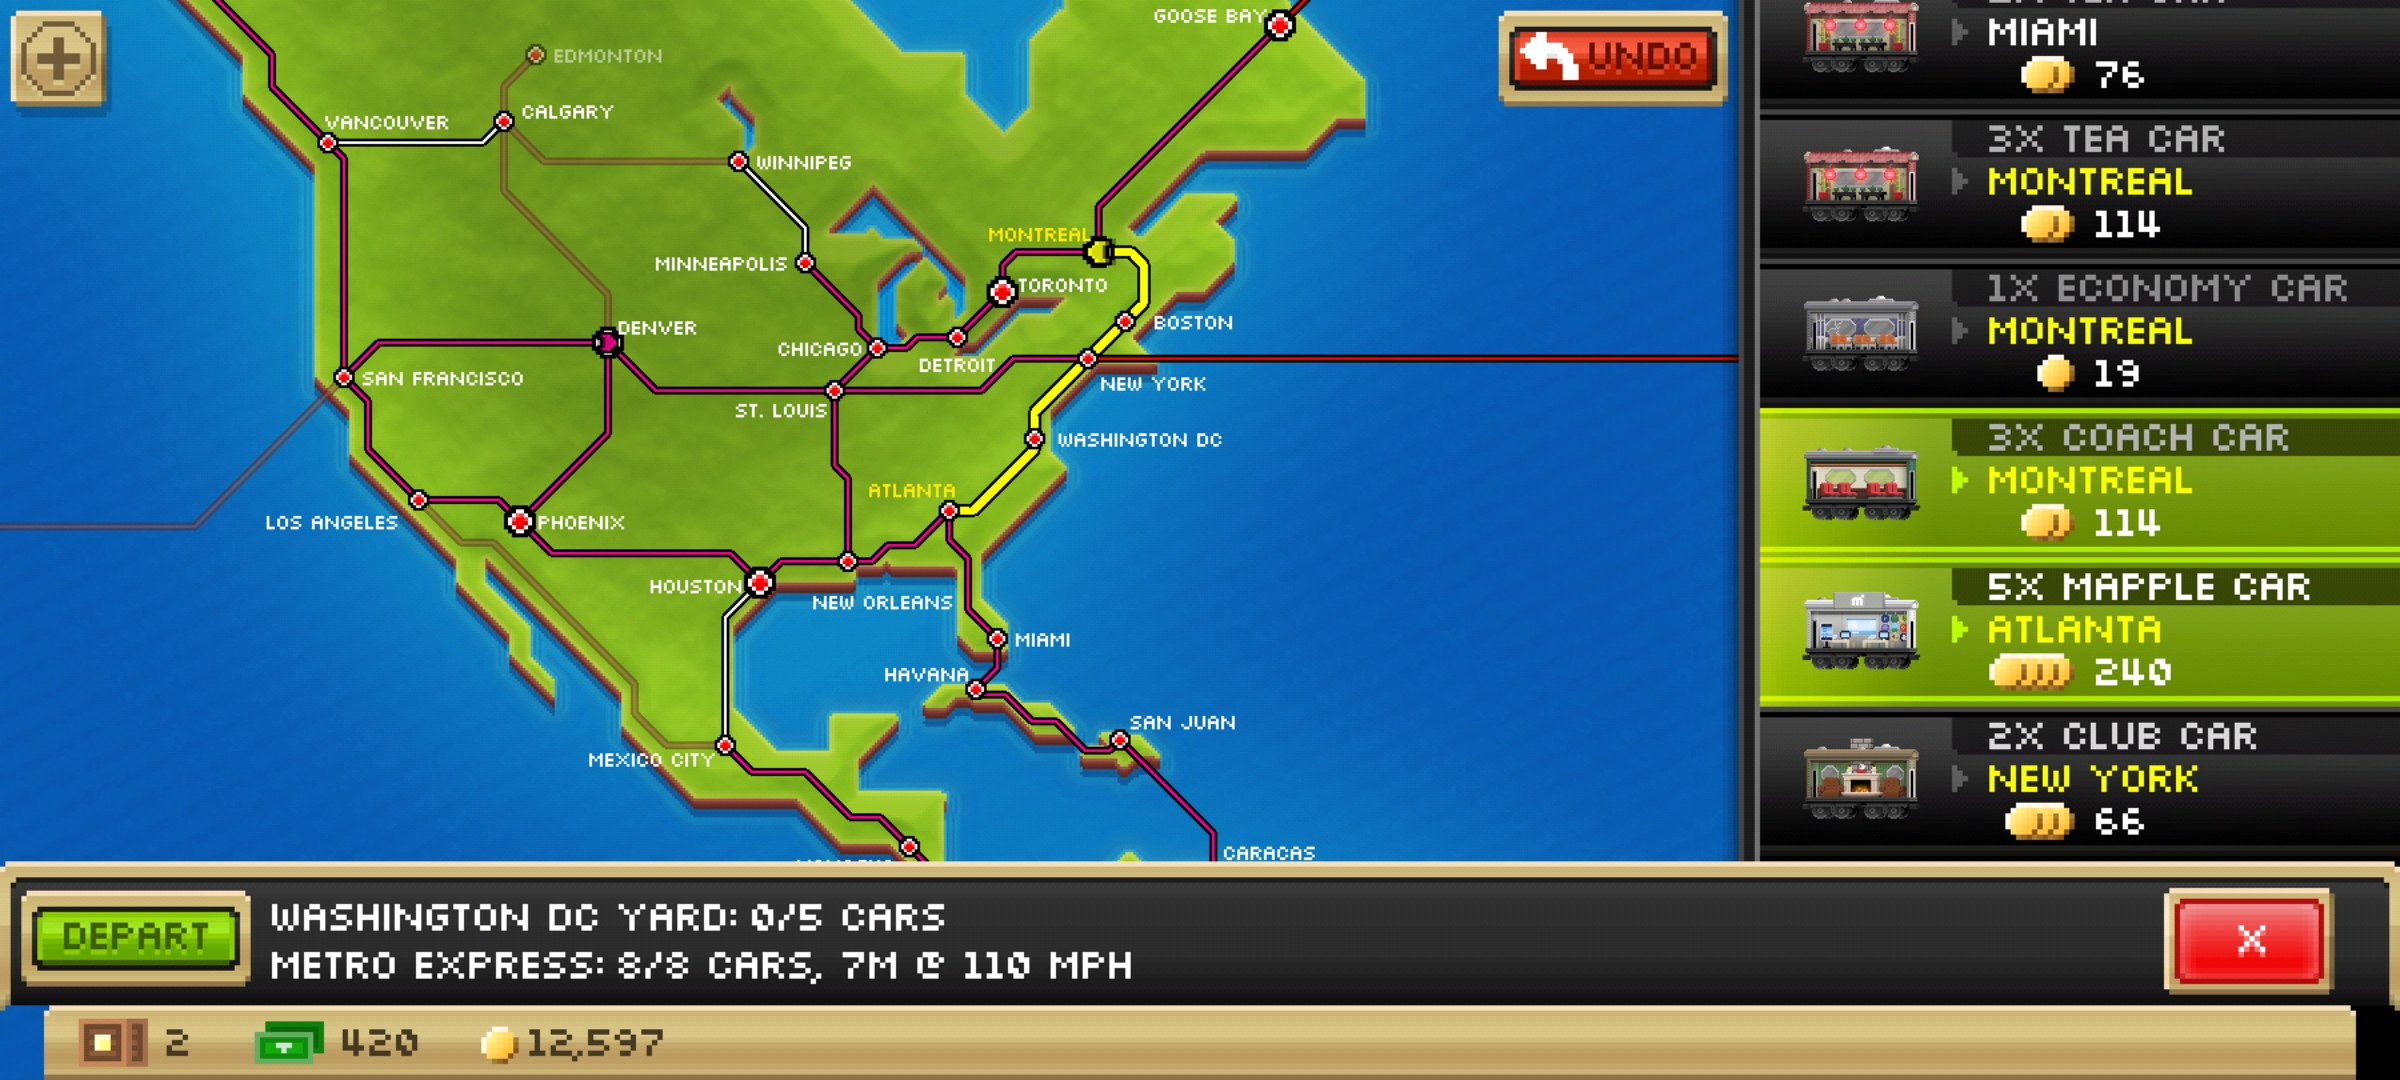 GOOSE BAY
EDMONTON
UNDO
MIAMI
76
VANCOUVER
CALGARY
3X TEA CAR
WINNIPEG
MONTREAL
114
MONTREAL
MINNEAPOLIS
TORONTO
1X ECONOMY CAR
MONTREAL
19
DENVER
BOSTON
CHICAGO
DETROIT
SAN FRANCISCO
NEW YORK
ST. LOUIS
WASHINGTON DC
3X COACH CAR
MONTREAL
114
ATLANTA
LOS ANGELES
PHOENIX
HOUSTON
NEW ORLEANS
5X MAPPLE CAR
ATLANTA
240
MIAMI
HAVANA
SAN JUAN
MEXICO CITY
2X CLUB CAR
NEW YORK
66
CARACAS
DEPART
WASHINGTON DC YARD: 0/5 CARS
METRO EXPRESS: 8/8 CARS, 7M @ 110 MPH
X
2
420
12,597